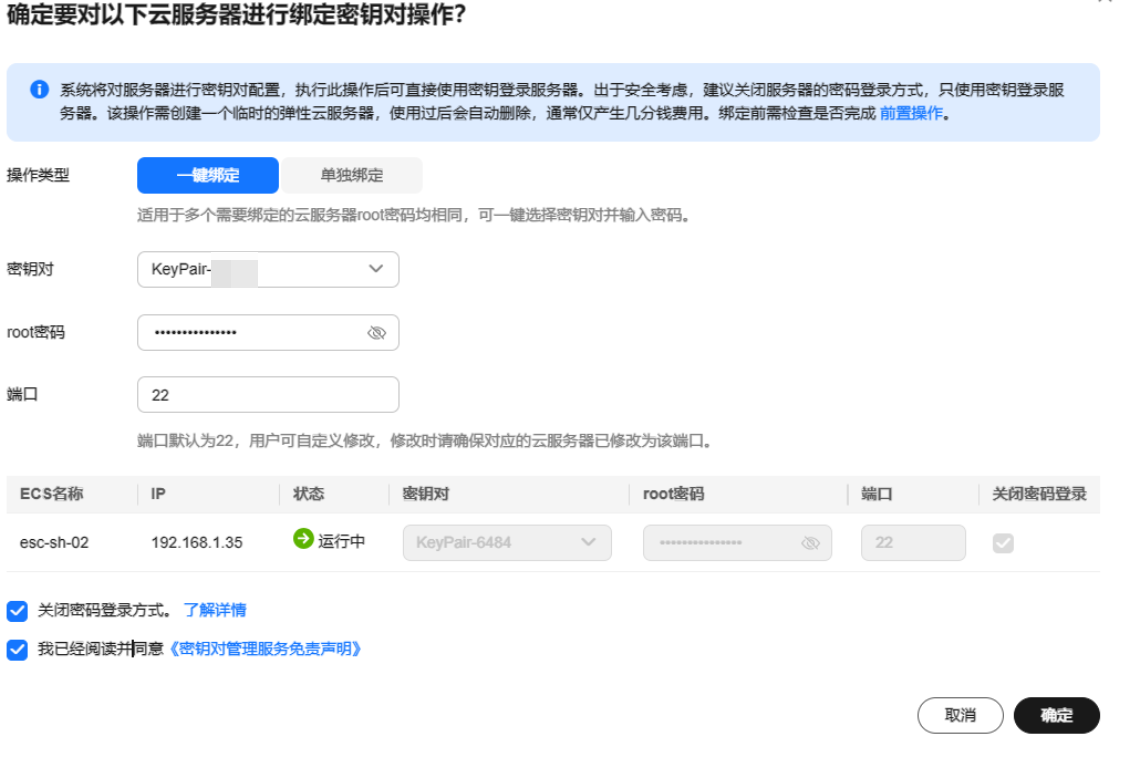 确定要对以下云服务器进行绑定密钥对操作?
系统将对服务器进行密钥对配置，执行此操作后可直接使用密钥登录服务器。出于安全考虑，建议关闭服务器的密码登录方式，只使用密钥登录服
务器。该操作需创建一个临时的弹性云服务器，使用过后会自动删除，通常仅产生几分钱费用。绑定前需检查是否完成 前置操作。
操作类型 一键绑定 单独绑定
适用于多个需要绑定的云服务器root密码均相同，可一键选择密钥对并输入密码。
密钥对 KeyPair-
root密码 •••••••••••••••
端口 22
端口默认为22，用户可自定义修改，修改时请确保对应的云服务器已修改为该端口。
ECS名称 IP 状态 密钥对 root密码 端口 关闭密码登录
esc-sh-02 192.168.1.35 运行中 KeyPair-6484 ••••••••••••••• 22
关闭密码登录方式。 了解详情
我已经阅读并同意《密钥对管理服务免责声明》
取消 确定